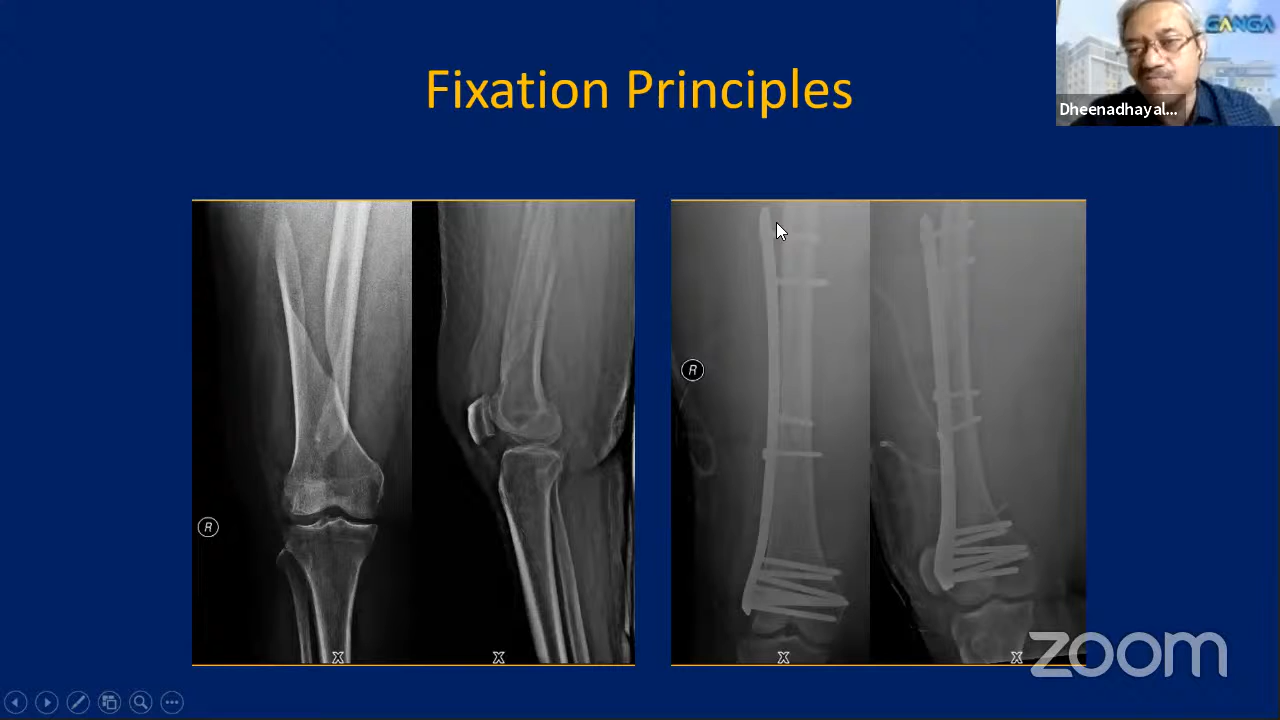 GANGA
Fixation Principles
Dheenadhayal...
R
R
X
X
X
X
zoom